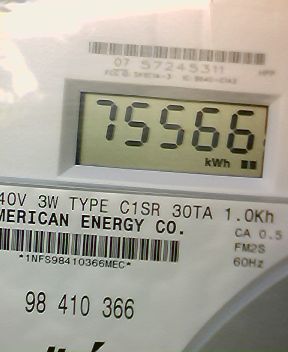 07 57245311
HPP
75566
kWh
40V 3W TYPE C1SR 30TA 1.0Kh
MERICAN ENERGY CO.
CA 0.5
FM2S
*1NFS98410366MEC*
60Hz
98 410 366